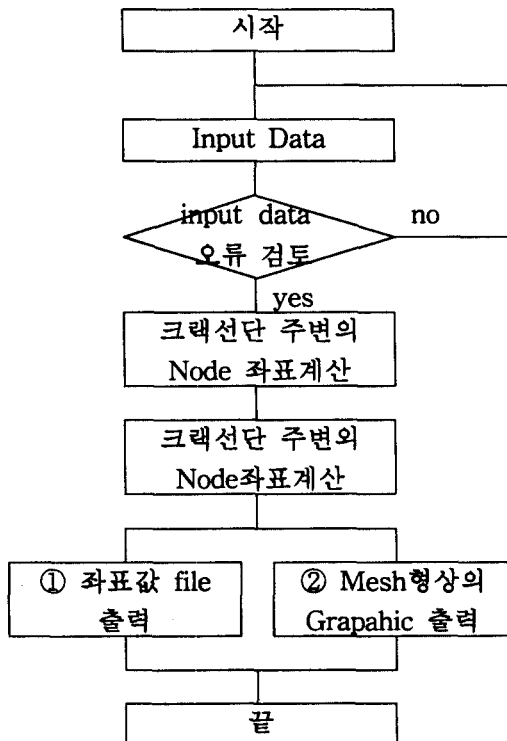 시작
Input Data
input data
오류 검토
no
yes
크랙선단 주변의
Node 좌표계산
크랙선단 주변외
Node좌표계산
① 좌표값 file
출력
② Mesh형상의
Grapahic 출력
끝